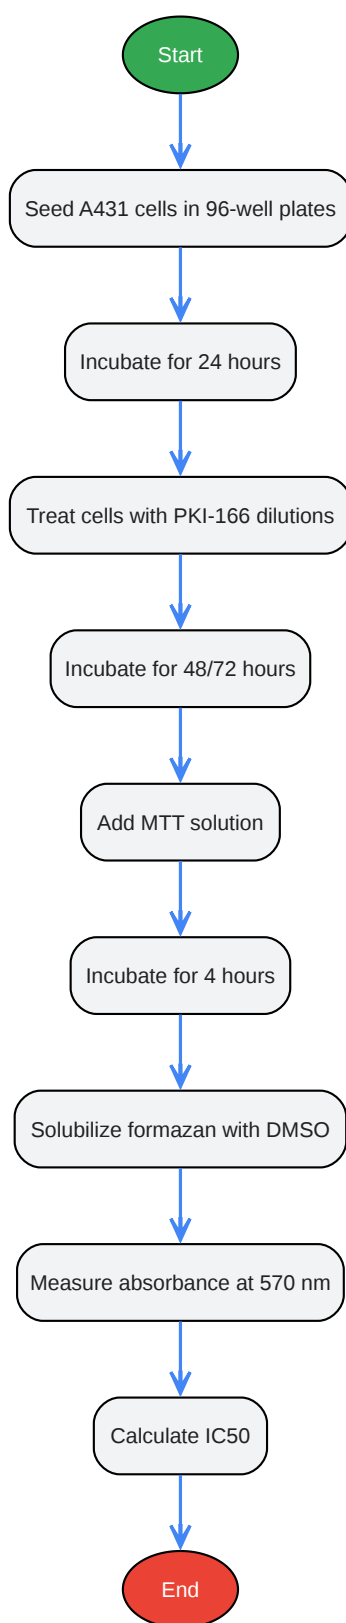 Start
Seed A431 cells in 96-well plates
Incubate for 24 hours
Treat cells with PKI-166 dilutions
Incubate for 48/72 hours
Add MTT solution
Incubate for 4 hours
Solubilize formazan with DMSO
Measure absorbance at 570 nm
Calculate IC50
End